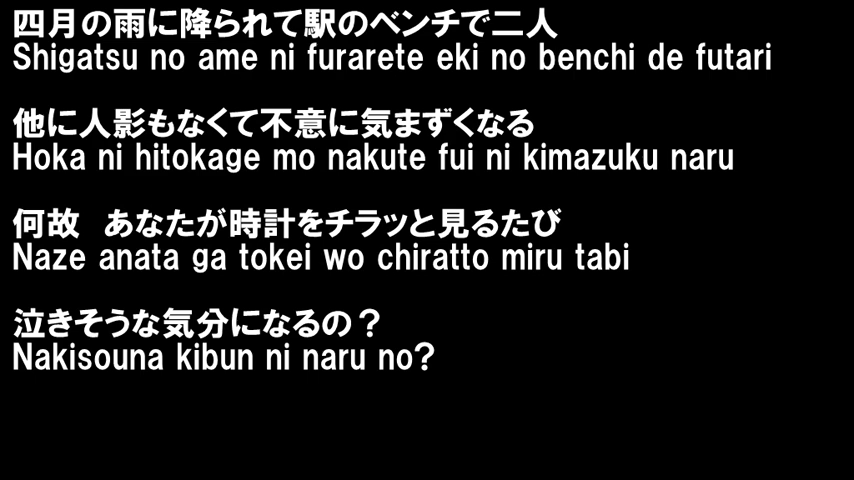 四月の雨に降られて駅のベンチで二人
Shigatsu no ame ni furarete eki no benchi de futari
他に人影もなくて不意に気まずくなる
Hoka ni hitokage mo nakute fui ni kimazuku naru
何故　あなたが時計をチラッと見るたび
Naze anata ga tokei wo chiratto miru tabi
泣きそうな気分になるの？
Nakisouna kibun ni naru no?